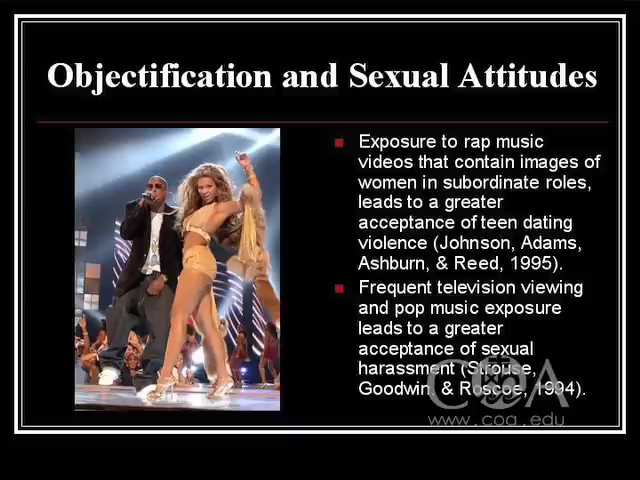 Objectification and Sexual Attitudes
Exposure to rap music
videos that contain images of
women in subordinate roles,
leads to a greater
acceptance of teen dating
violence (Johnson, Adams,
Ashburn, & Reed, 1995).
Frequent television viewing
and pop music exposure
leads to a greater
acceptance of sexual
harassment (Strouse,
Goodwin, & Roscoe, 1994).
COA
www.coa.edu